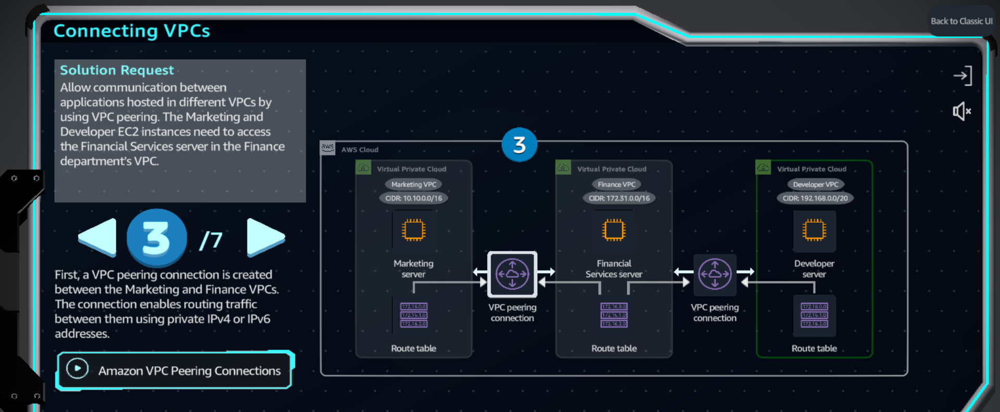 Back to Classic UI
Connecting VPCs
Solution Request
Allow communication between
applications hosted in different VPCs by
using VPC peering. The Marketing and
Developer EC2 instances need to access
the Financial Services server in the Finance
department's VPC.
3
/7
First, a VPC peering connection is created
between the Marketing and Finance VPCs.
The connection enables routing traffic
between them using private IPv4 or IPv6
addresses.
Amazon VPC Peering Connections
3
aws
AWS Cloud
Virtual Private Cloud
Marketing VPC
CIDR: 10.10.0.0/16
Marketing
server
172.16.0.0
172.16.1.0
172.16.2.0
Route table
VPC peering
connection
Virtual Private Cloud
Finance VPC
CIDR: 172.31.0.0/16
Financial
Services server
172.16.0.0
172.16.1.0
172.16.2.0
Route table
VPC peering
connection
Virtual Private Cloud
Developer VPC
CIDR: 192.168.0.0/20
Developer
server
172.16.0.0
172.16.1.0
172.16.2.0
Route table